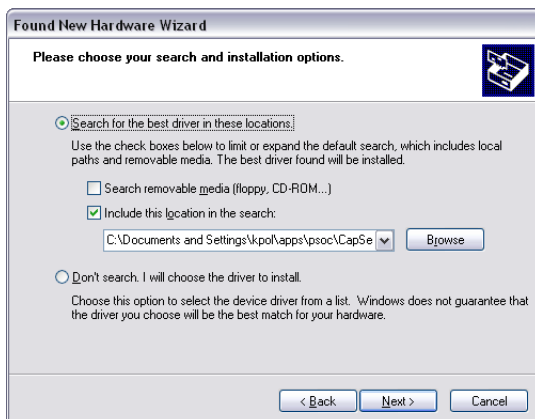 Found New Hardware Wizard
Please choose your search and installation options.
Search for the best driver in these locations.
Use the check boxes below to limit or expand the default search, which includes local
paths and removable media. The best driver found will be installed.
Search removable media (floppy, CD-ROM...)
Include this location in the search:
C:\Documents and Settings\kpol\apps\psoc\CapSe
Browse
Don't search. I will choose the driver to install.
Choose this option to select the device driver from a list. Windows does not guarantee that
the driver you choose will be the best match for your hardware.
< Back
Next >
Cancel